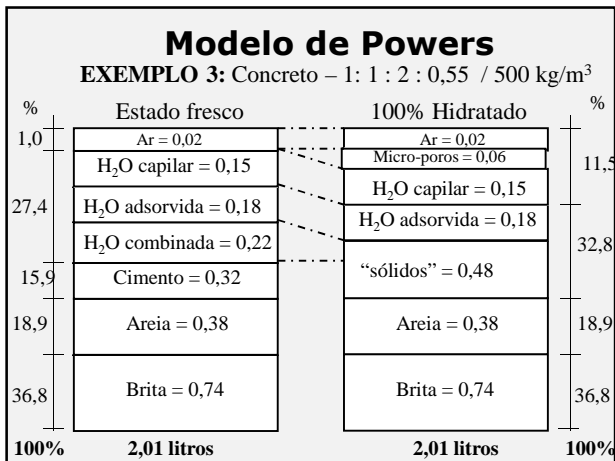 Modelo de Powers
EXEMPLO 3: Concreto – 1: 1 : 2 : 0,55 / 500 kg/m³
% Estado fresco 100% Hidratado %
1,0 Ar = 0,02 Ar = 0,02
Micro-poros = 0,06 11,5
H₂O capilar = 0,15 H₂O capilar = 0,15
27,4 H₂O adsorvida = 0,18 H₂O adsorvida = 0,18
H₂O combinada = 0,22 32,8
15,9 Cimento = 0,32 “sólidos” = 0,48
18,9 Areia = 0,38 Areia = 0,38 18,9
36,8 Brita = 0,74 Brita = 0,74 36,8
100% 2,01 litros 2,01 litros 100%